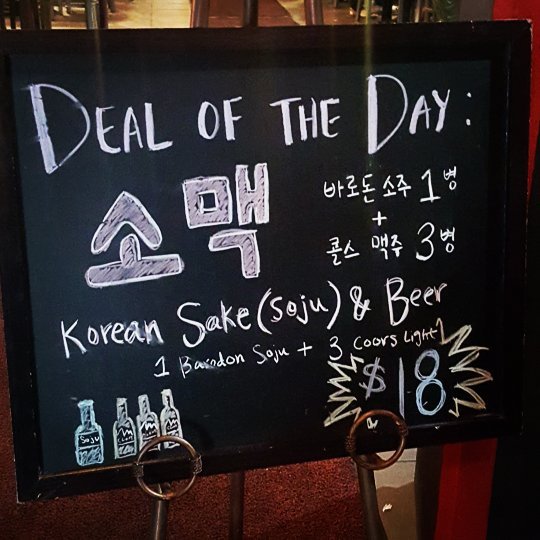 DEAL OF THE DAY:
소맥
바로돈 소주 1병
+
콜스 맥주 3병
Korean Sake (Soju) & Beer
1 Barodon Soju + 3 Coors Light
$18
Soju